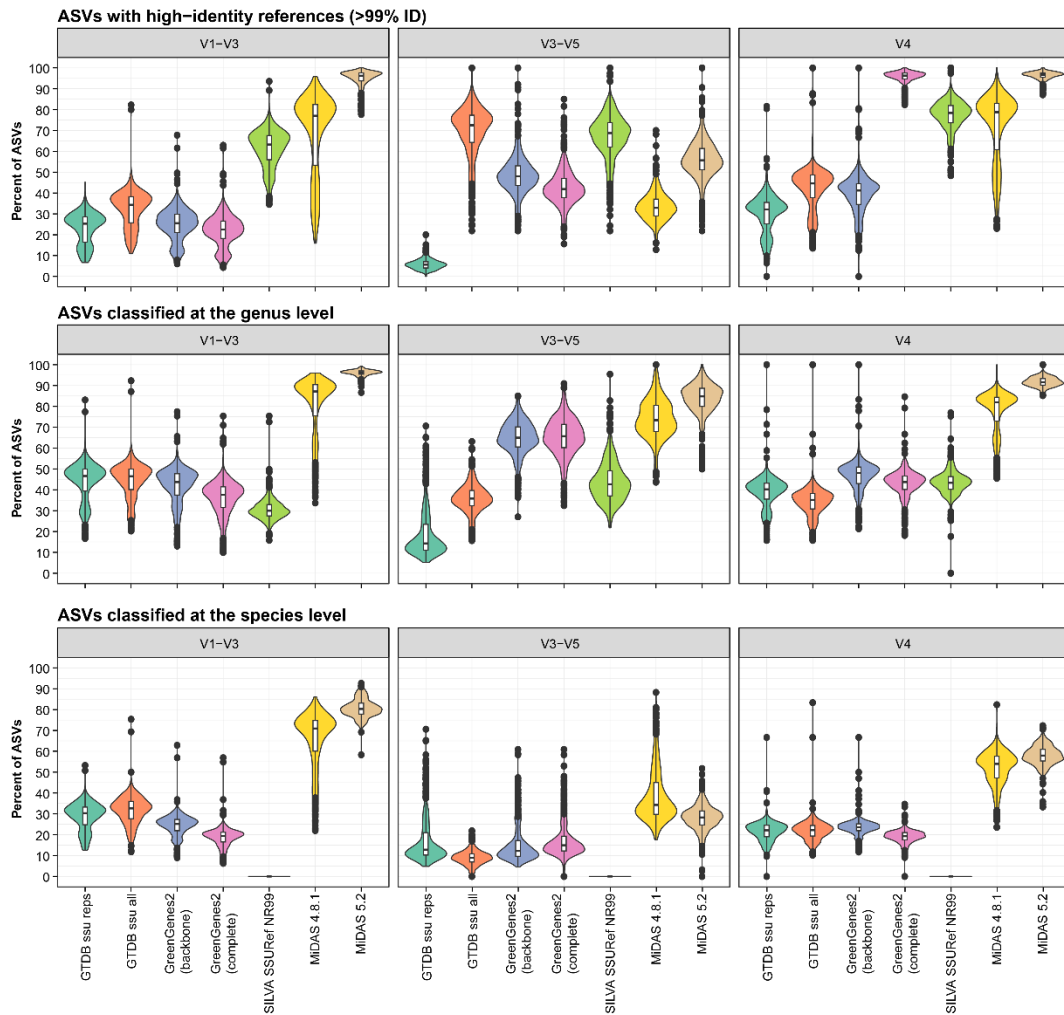 ASVs with high-identity references (>99% ID)
V1-V3
V3-V5
V4
Percent of ASVs
100
90
80
70
60
50
40
30
20
10
0
ASVs classified at the genus level
V1-V3
V3-V5
V4
Percent of ASVs
100
90
80
70
60
50
40
30
20
10
0
ASVs classified at the species level
V1-V3
V3-V5
V4
Percent of ASVs
100
90
80
70
60
50
40
30
20
10
0
GTDB ssu reps
GTDB ssu all
GreenGenes2
(backbone)
GreenGenes2
(complete)
SILVA SSURef NR99
MiDAS 4.8.1
MiDAS 5.2
GTDB ssu reps
GTDB ssu all
GreenGenes2
(backbone)
GreenGenes2
(complete)
SILVA SSURef NR99
MiDAS 4.8.1
MiDAS 5.2
GTDB ssu reps
GTDB ssu all
GreenGenes2
(backbone)
GreenGenes2
(complete)
SILVA SSURef NR99
MiDAS 4.8.1
MiDAS 5.2